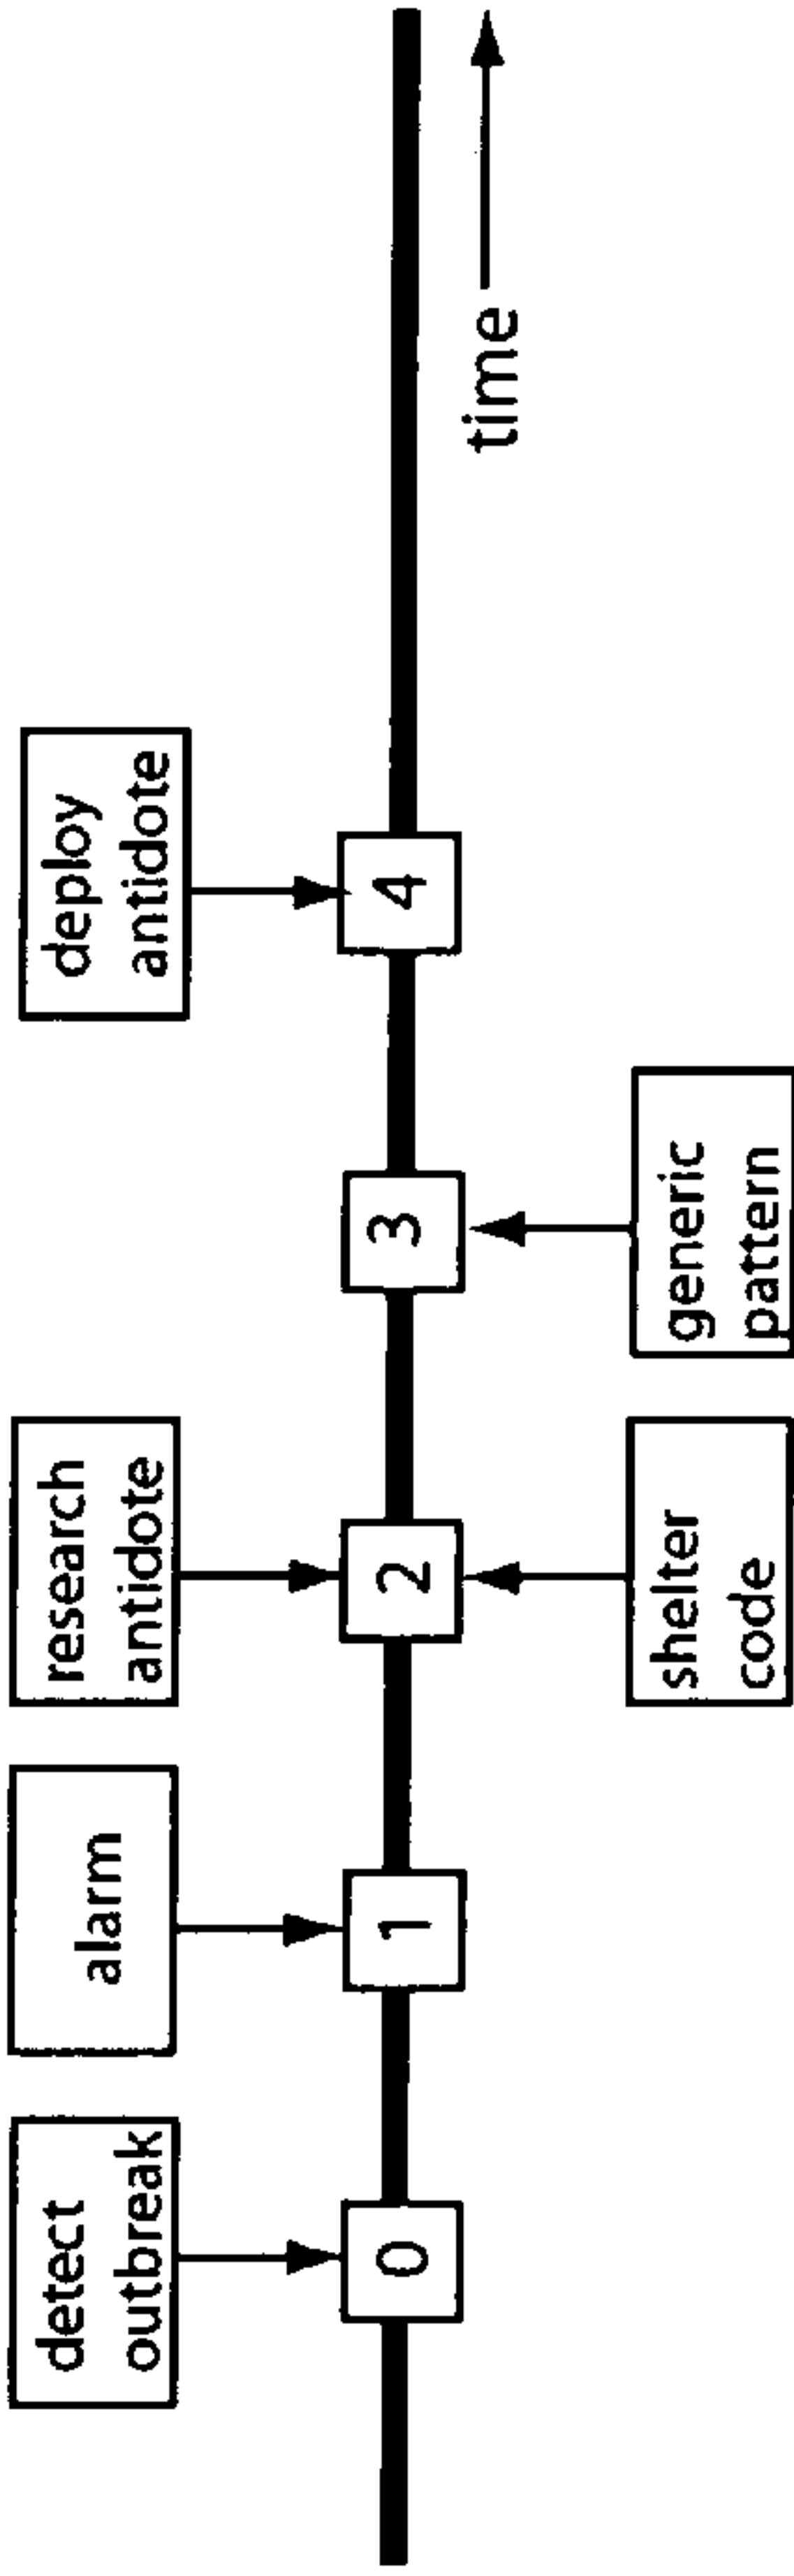 detect
outbreak
alarm
research
antidote
deploy
antidote
0
1
2
3
4
time
shelter
code
generic
pattern